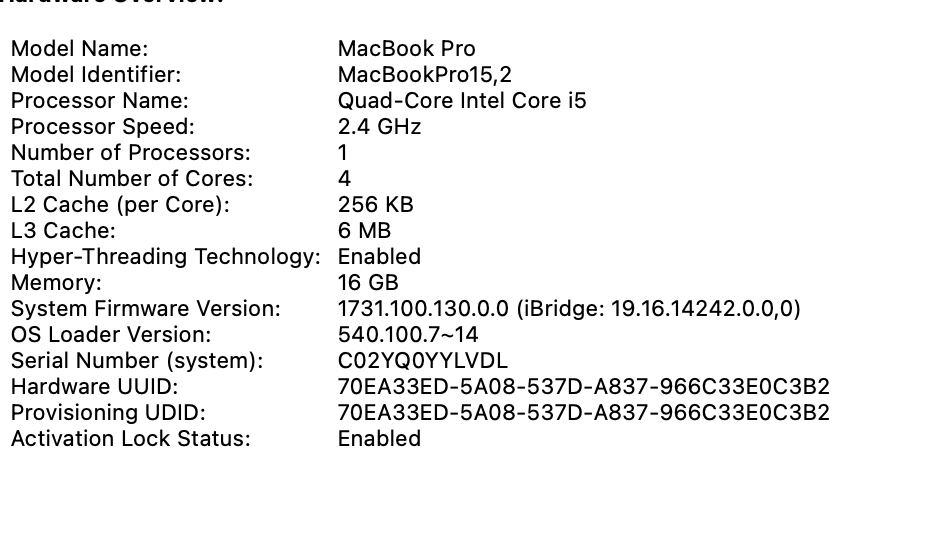 Hardware Overview:
Model Name: MacBook Pro
Model Identifier: MacBookPro15,2
Processor Name: Quad-Core Intel Core i5
Processor Speed: 2.4 GHz
Number of Processors: 1
Total Number of Cores: 4
L2 Cache (per Core): 256 KB
L3 Cache: 6 MB
Hyper-Threading Technology: Enabled
Memory: 16 GB
System Firmware Version: 1731.100.130.0.0 (iBridge: 19.16.14242.0.0,0)
OS Loader Version: 540.100.7~14
Serial Number (system): C02YQ0YYLVDL
Hardware UUID: 70EA33ED-5A08-537D-A837-966C33E0C3B2
Provisioning UDID: 70EA33ED-5A08-537D-A837-966C33E0C3B2
Activation Lock Status: Enabled